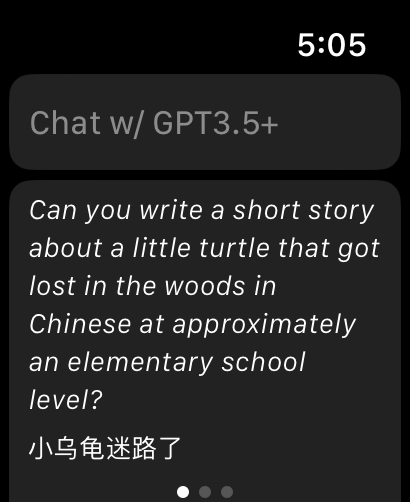 5:05
Chat w/ GPT3.5+
Can you write a short story
about a little turtle that got
lost in the woods in
Chinese at approximately
an elementary school
level?
小乌龟迷路了